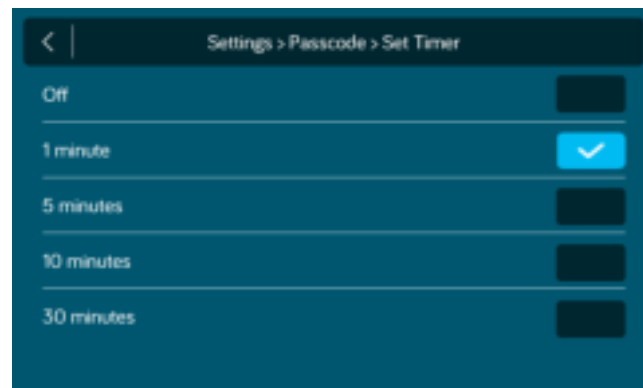 Settings > Passcode > Set Timer
Off
1 minute
5 minutes
10 minutes
30 minutes